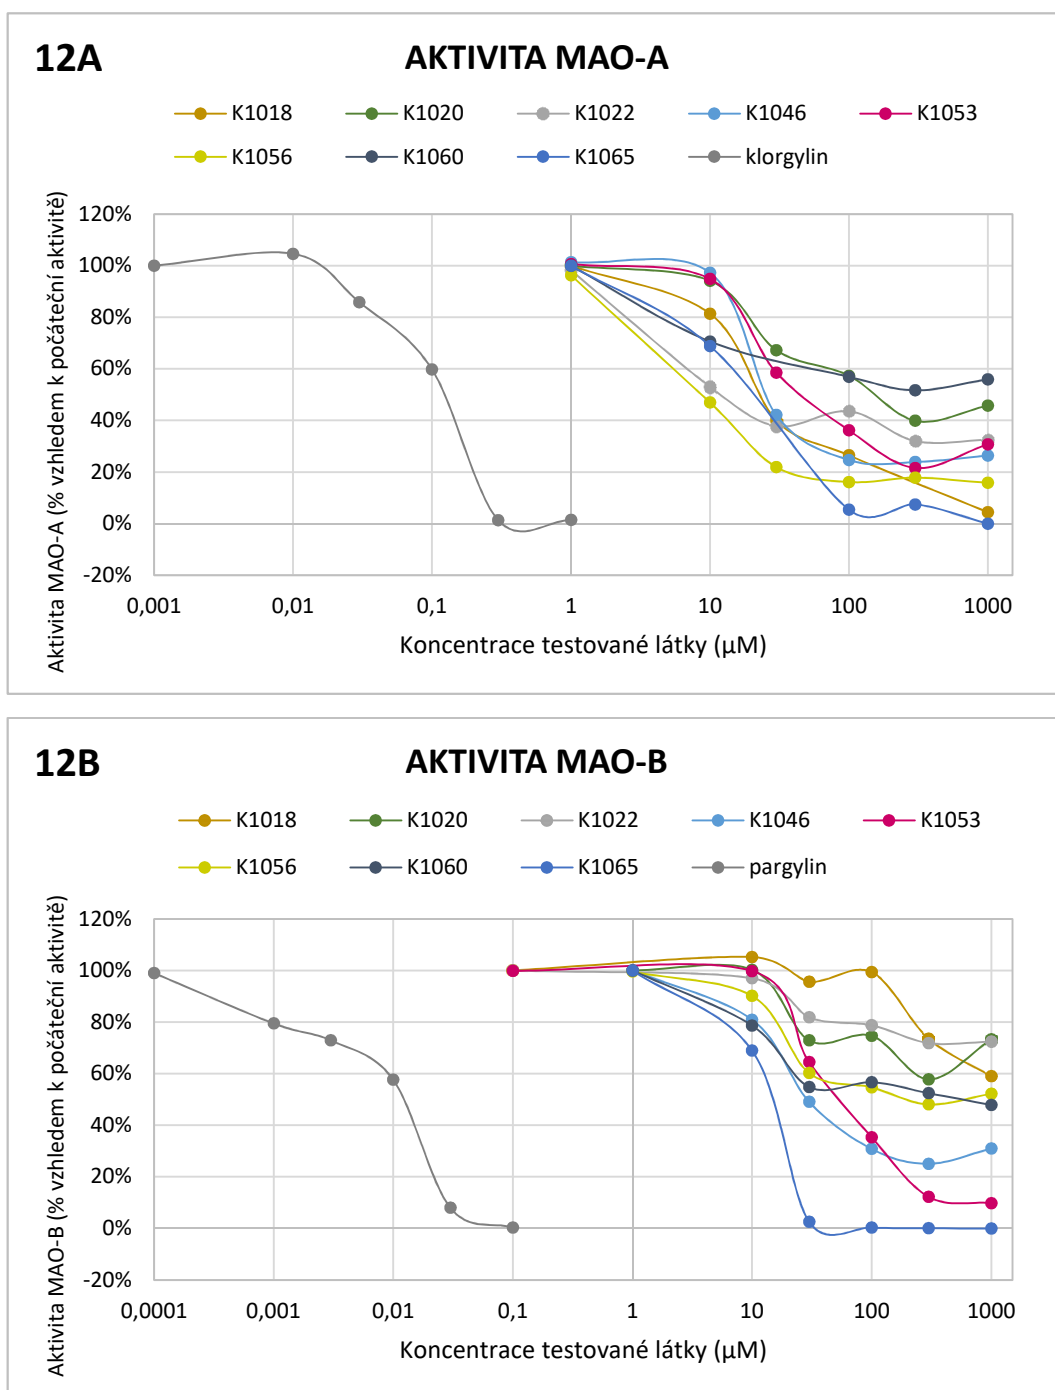 12A
AKTIVITA MAO-A
K1018 K1020 K1022 K1046 K1053
K1056 K1060 K1065 klorgylin
Aktivita MAO-A (% vzhledem k počáteční aktivitě)
120%
100%
80%
60%
40%
20%
0%
-20%
0,001 0,01 0,1 1 10 100 1000
Koncentrace testované látky (µM)
12B
AKTIVITA MAO-B
K1018 K1020 K1022 K1046 K1053
K1056 K1060 K1065 pargylin
Aktivita MAO-B (% vzhledem k počáteční aktivitě)
120%
100%
80%
60%
40%
20%
0%
-20%
0,0001 0,001 0,01 0,1 1 10 100 1000
Koncentrace testované látky (µM)